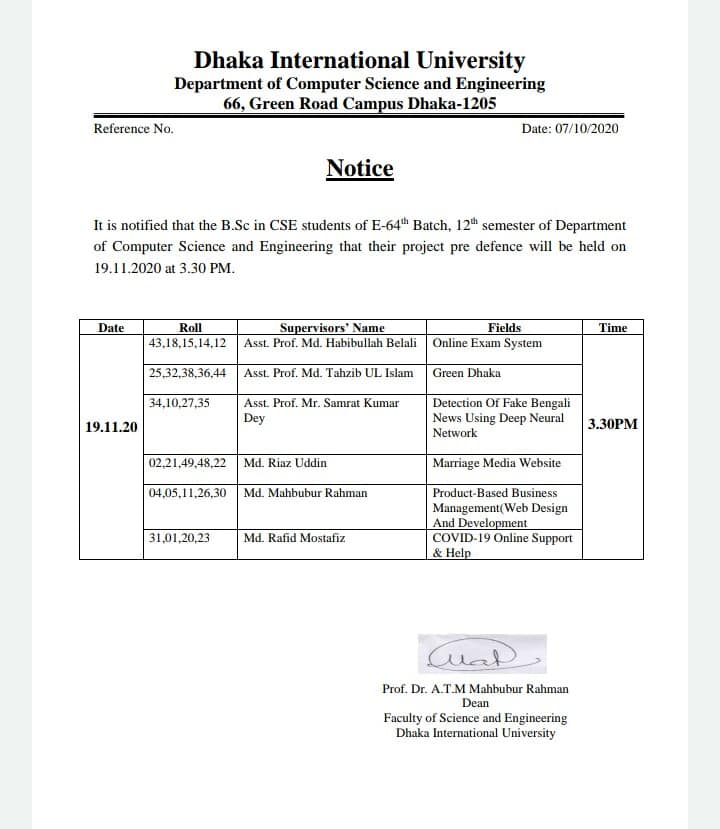 Dhaka International University
Department of Computer Science and Engineering
66, Green Road Campus Dhaka-1205
Reference No. Date: 07/10/2020
Notice
It is notified that the B.Sc in CSE students of E-64th Batch, 12th semester of Department
of Computer Science and Engineering that their project pre defence will be held on
19.11.2020 at 3.30 PM.
Date Roll Supervisors' Name Fields Time
43,18,15,14,12 Asst. Prof. Md. Habibullah Belali Online Exam System
25,32,38,36,44 Asst. Prof. Md. Tahzib UL Islam Green Dhaka
34,10,27,35 Asst. Prof. Mr. Samrat Kumar Detection Of Fake Bengali
Dey News Using Deep Neural
19.11.20 3.30PM
Network
02,21,49,48,22 Md. Riaz Uddin Marriage Media Website
04,05,11,26,30 Md. Mahbubur Rahman Product-Based Business
Management(Web Design
And Development
31,01,20,23 Md. Rafid Mostafiz COVID-19 Online Support
& Help
Prof. Dr. A.T.M Mahbubur Rahman
Dean
Faculty of Science and Engineering
Dhaka International University